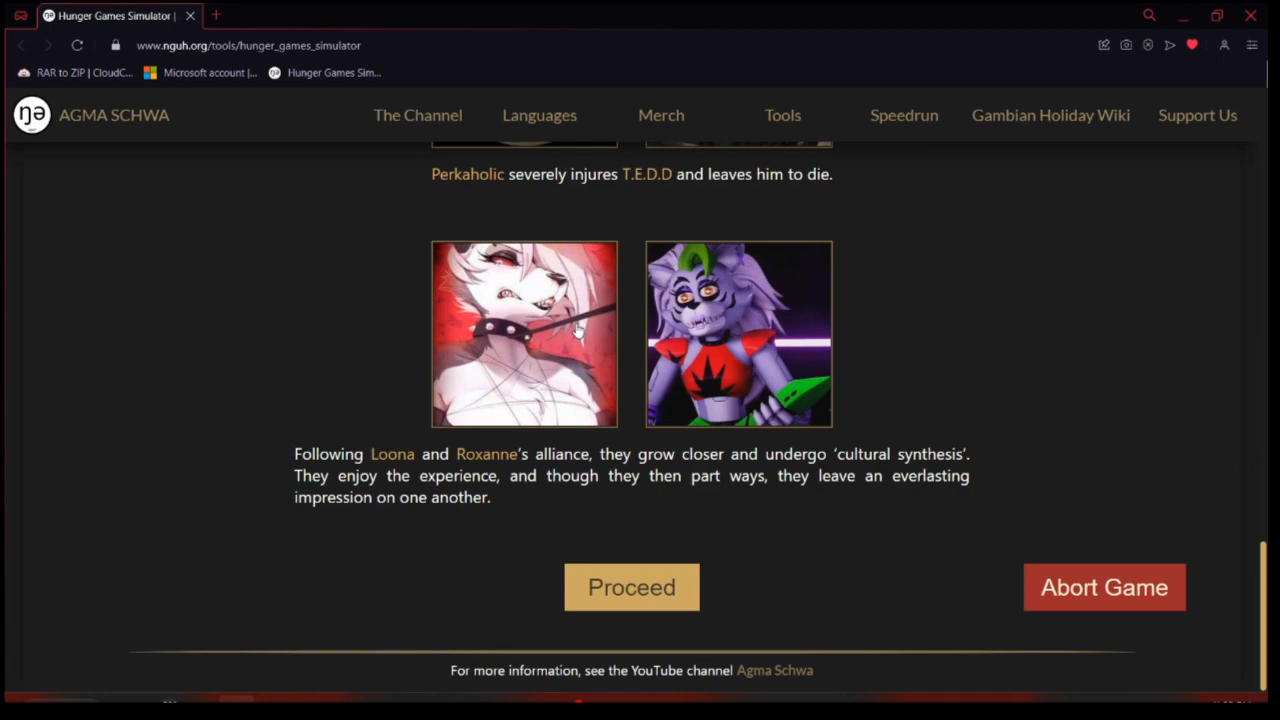 Hunger Games Simulator |
www.nguh.org/tools/hunger_games_simulator
RAR to ZIP | CloudC... Microsoft account |... Hunger Games Sim...
ŋə AGMA SCHWA The Channel Languages Merch Tools Speedrun Gambian Holiday Wiki Support Us
Perkaholic severely injures T.E.D.D and leaves him to die.
Following Loona and Roxanne's alliance, they grow closer and undergo ‘cultural synthesis’.
They enjoy the experience, and though they then part ways, they leave an everlasting
impression on one another.
Proceed
Abort Game
For more information, see the YouTube channel Agma Schwa